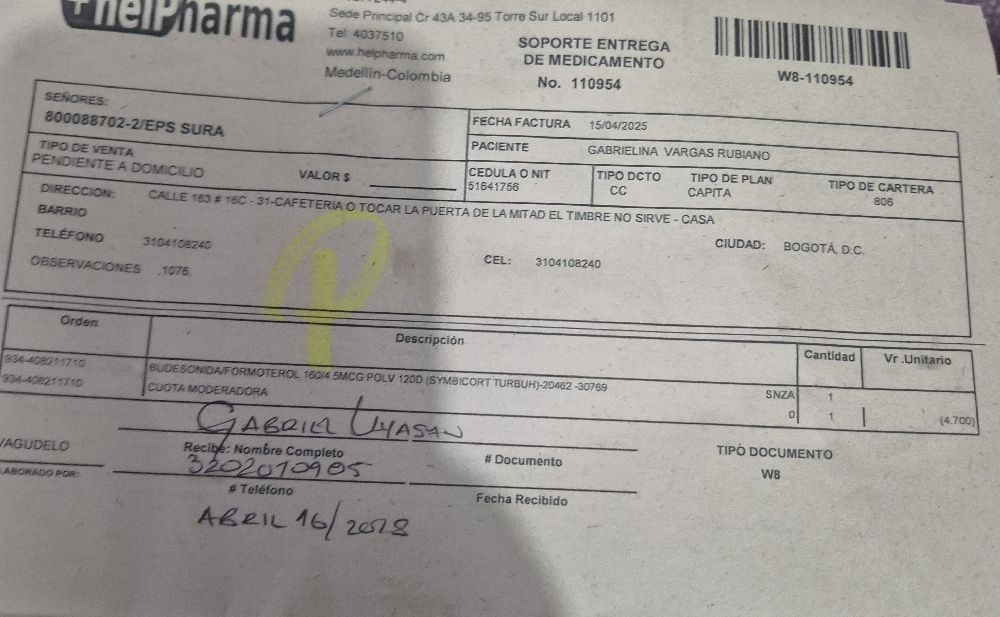 helPharma
Sede Principal Cr 43A 34-95 Torre Sur Local 1101
Tel: 4037510
www.helpharma.com
Medellín-Colombia
SOPORTE ENTREGA
DE MEDICAMENTO
No. 110954
W8-110954
SEÑORES:
800088702-2/EPS SURA
FECHA FACTURA 15/04/2025
TIPO DE VENTA
PENDIENTE A DOMICILIO
VALOR $
PACIENTE GABRIELINA VARGAS RUBIANO
CEDULA O NIT
51641756
TIPO DCTO
CC
TIPO DE PLAN
CAPITA
TIPO DE CARTERA
806
DIRECCION: CALLE 163 # 16C - 31-CAFETERIA O TOCAR LA PUERTA DE LA MITAD EL TIMBRE NO SIRVE - CASA
BARRIO
CIUDAD: BOGOTÁ, D.C.
TELÉFONO 3104108240
CEL: 3104108240
OBSERVACIONES .1076.
P
Orden Descripción Cantidad Vr .Unitario
934-408211710 BUDESONIDA/FORMOTEROL 160/4.5MCG POLV 120D (SYMBICORT TURBUH)-20462 -30769 SNZA 1
934-408211710 CUOTA MODERADORA 0 1 (4.700)
GABRIEL
VAGUDELO
Recibe: Nombre Completo
# Documento
TIPO DOCUMENTO
W8
LABORADO POR:
3202010905
# Teléfono
Fecha Recibido
ABRIL 16/